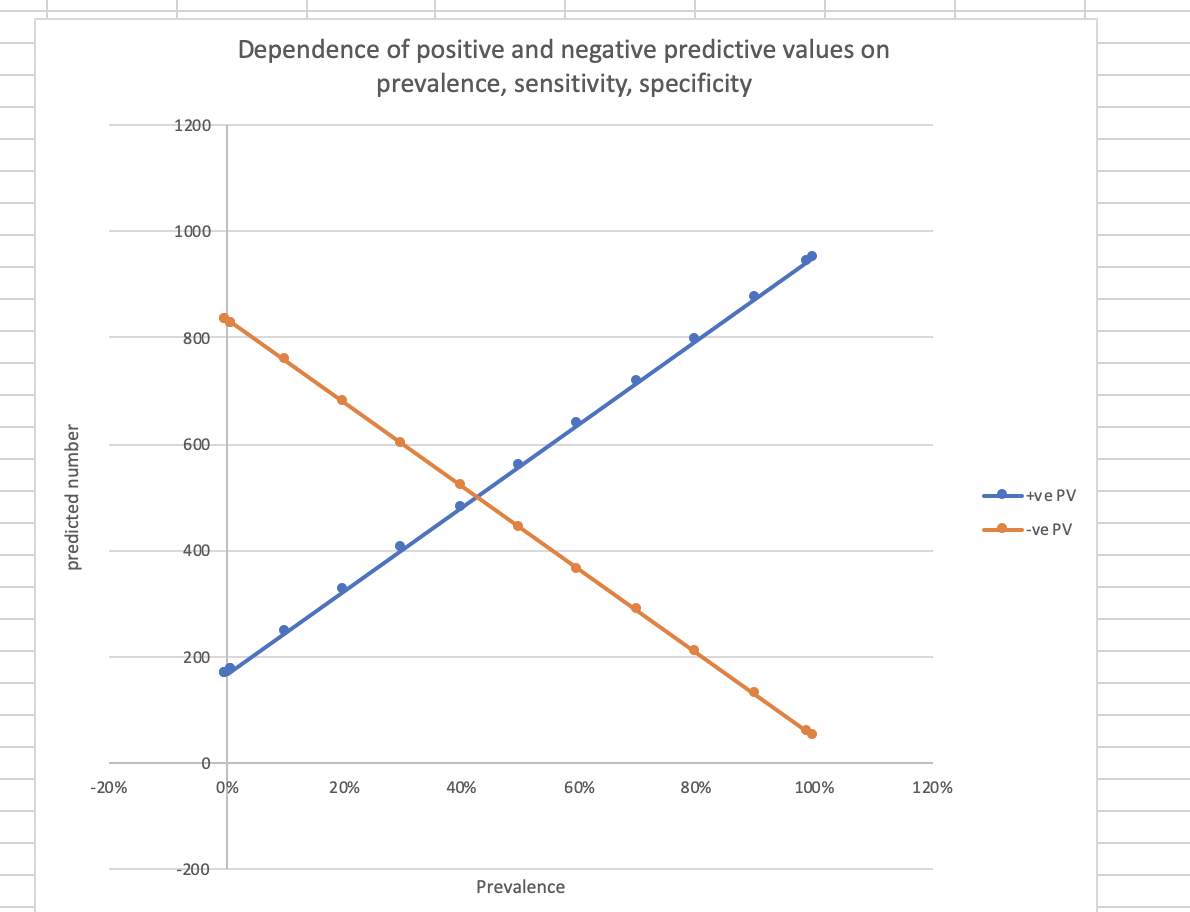 Dependence of positive and negative predictive values on
prevalence, sensitivity, specificity
1200
1000
800
600
400
200
0
-200
-20%
0%
20%
40%
60%
80%
100%
120%
predicted number
Prevalence
+ve PV
-ve PV